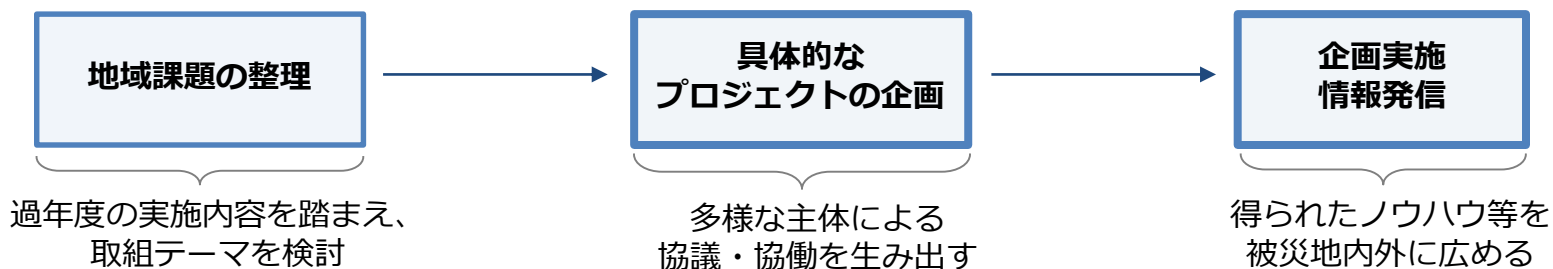 地域課題の整理
具体的な
プロジェクトの企画
企画実施
情報発信
過年度の実施内容を踏まえ、
取組テーマを検討
多様な主体による
協議・協働を生み出す
得られたノウハウ等を
被災地内外に広める